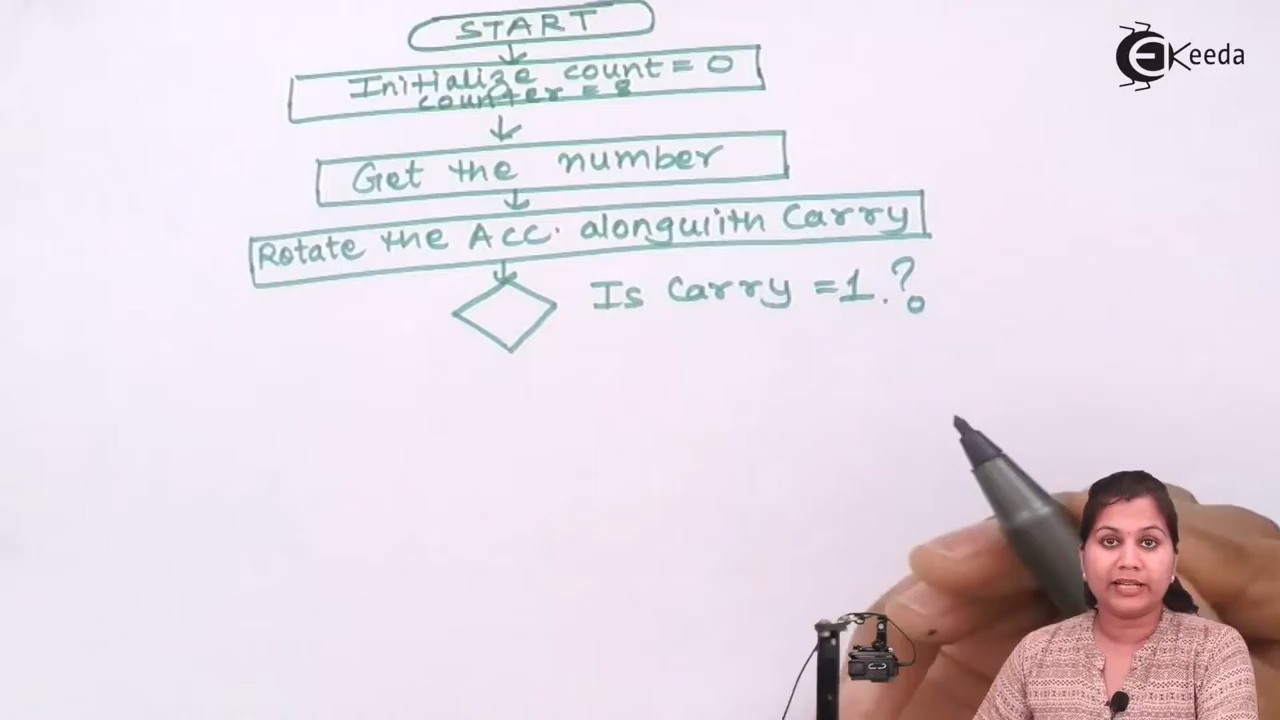 START
Initialize count = 0
counter = 8
Get the number
Rotate the Acc. alongwith Carry
Is Carry = 1.?
EKeeda